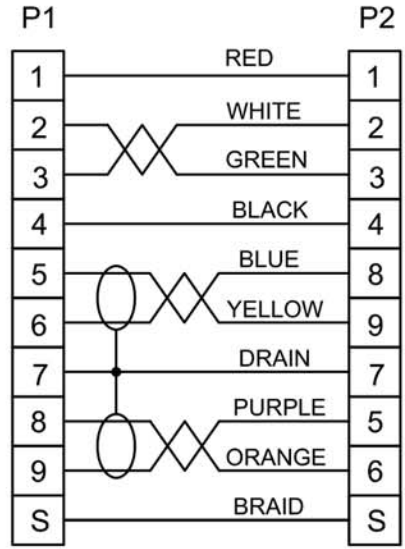 P1 P2
1 RED 1
2 WHITE 2
3 GREEN 3
4 BLACK 4
5 BLUE 8
6 YELLOW 9
7 DRAIN 7
8 PURPLE 5
9 ORANGE 6
S BRAID S